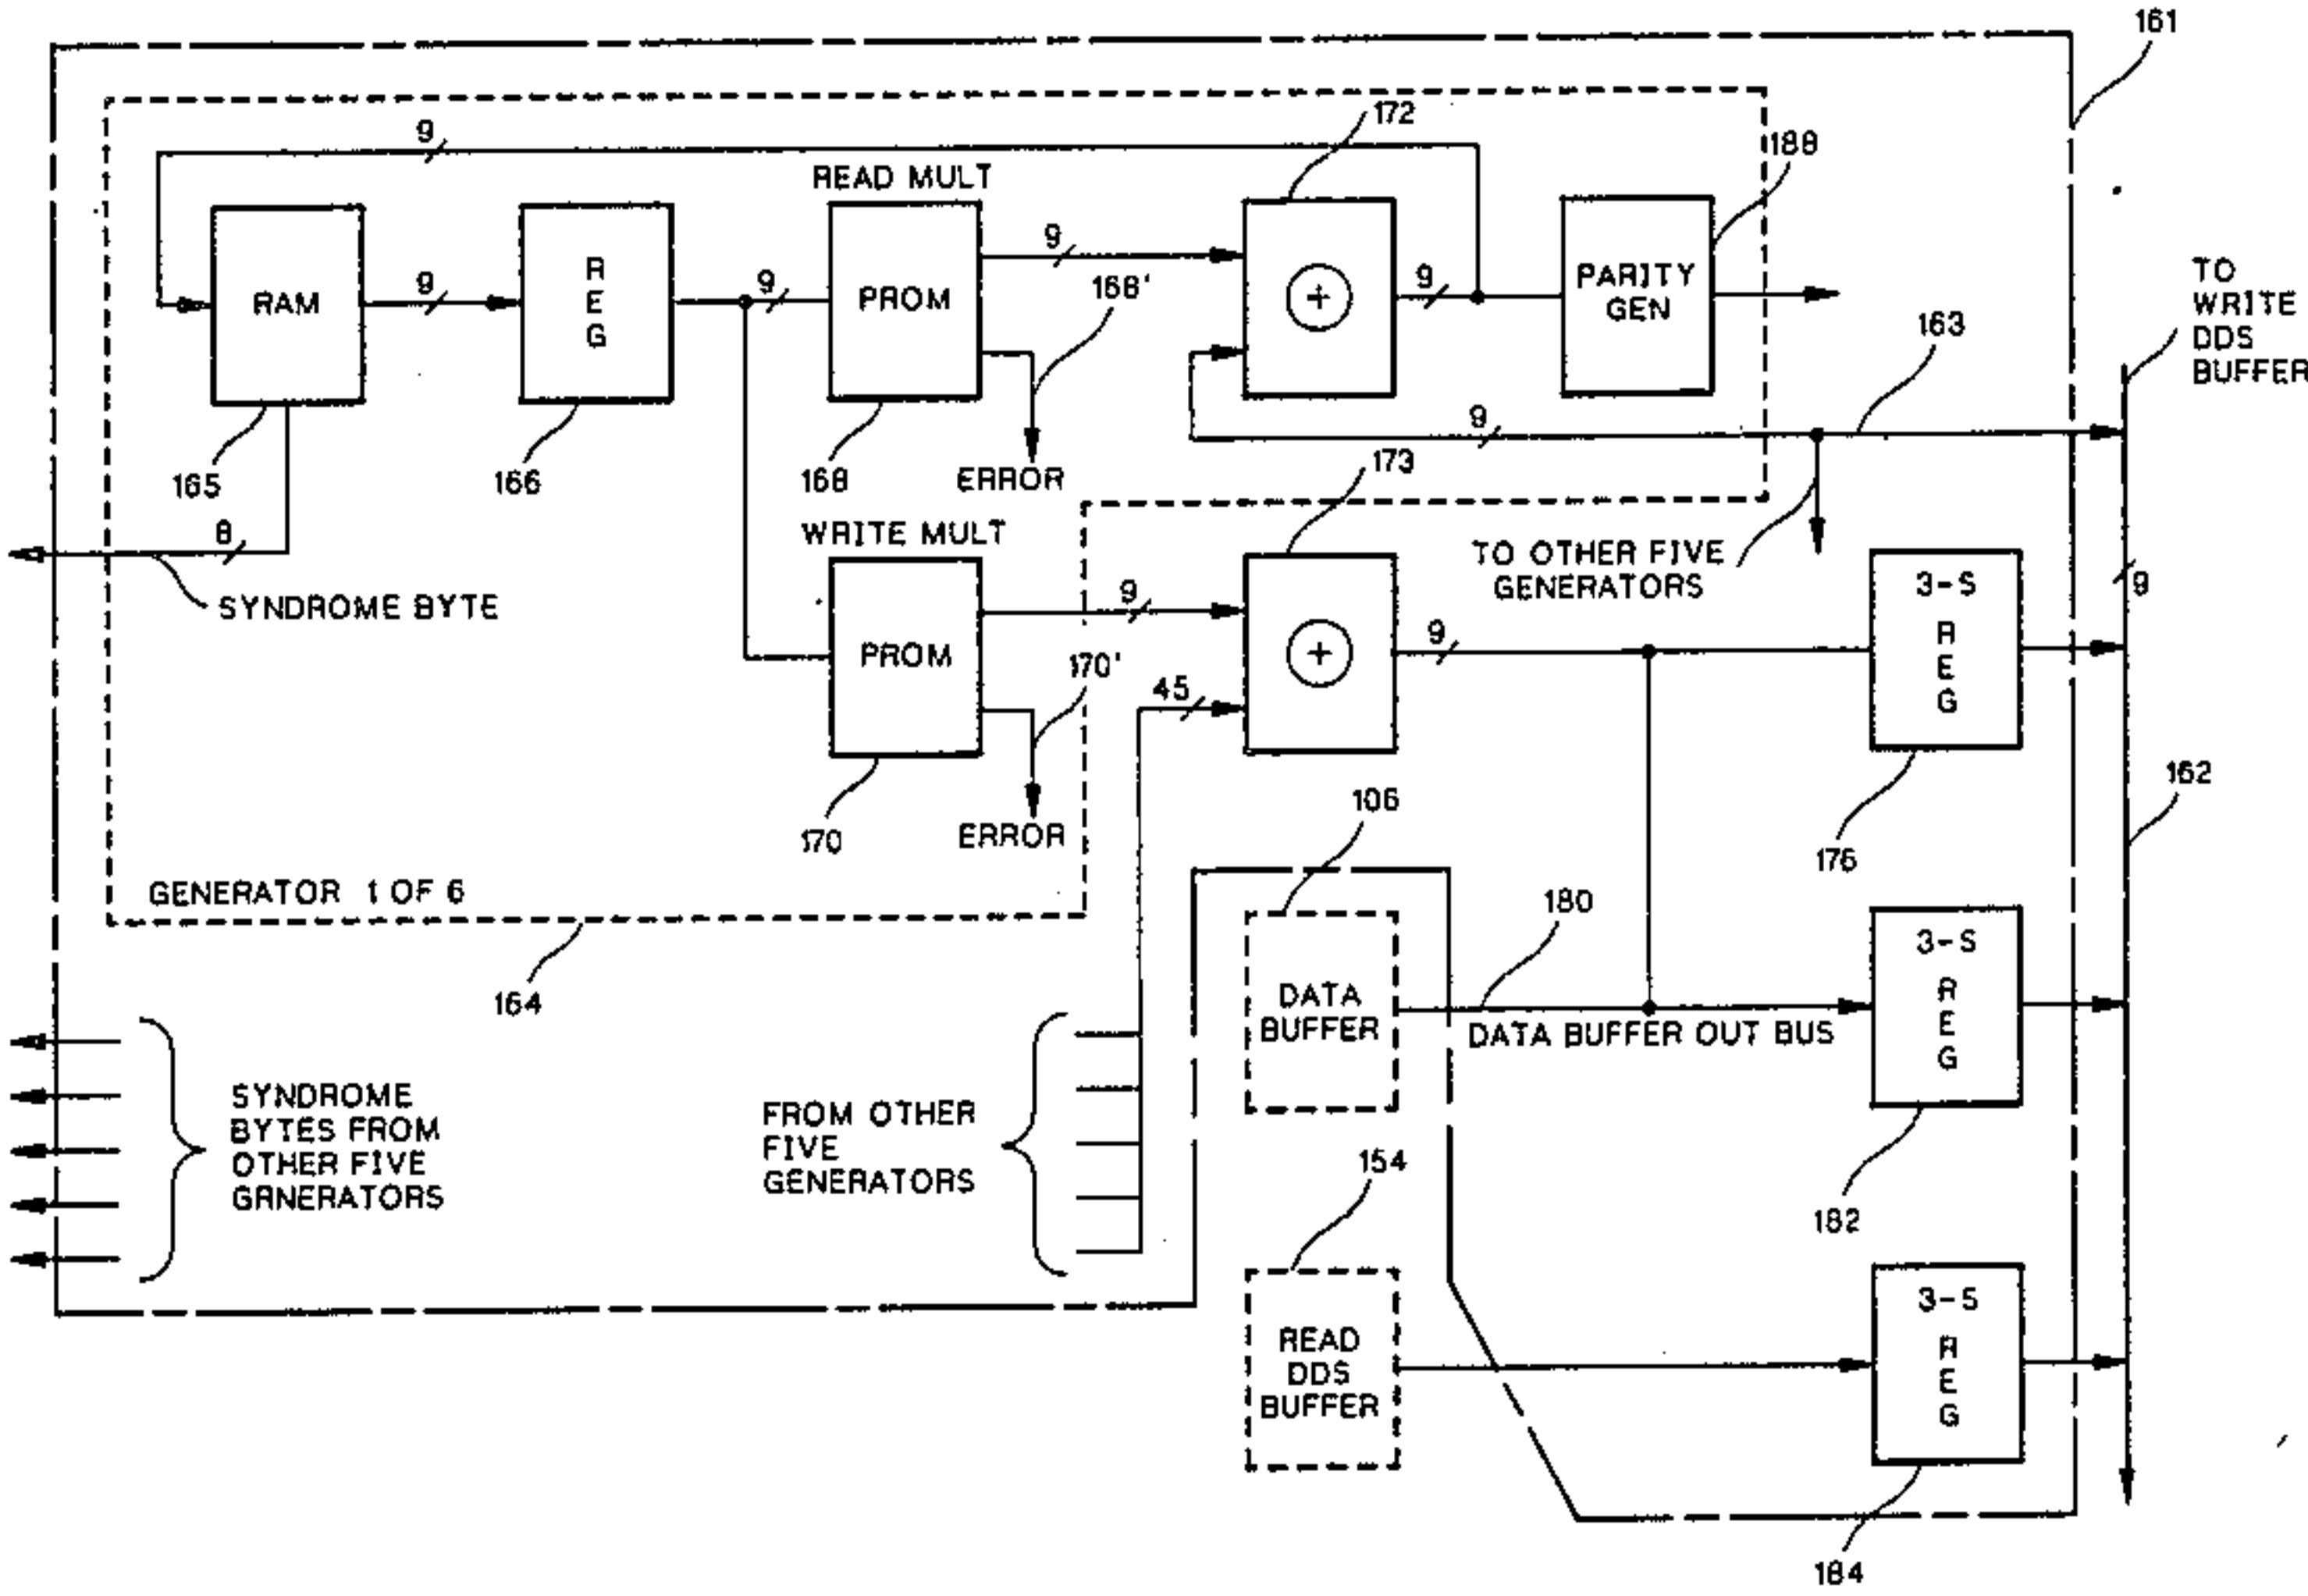 161
172
188
9
READ MULT
RAM
9
R
E
G
9
PROM
9
168'
+
9
PARITY
GEN
163
TO
WRITE
DDS
BUFFER
165
166
168
ERROR
9
173
8
SYNDROME BYTE
WRITE MULT
PROM
9
170'
45
+
9
TO OTHER FIVE
GENERATORS
3-S
R
E
G
9
170
ERROR
106
176
162
GENERATOR 1 OF 6
164
DATA
BUFFER
180
DATA BUFFER OUT BUS
3-S
R
E
G
182
SYNDROME
BYTES FROM
OTHER FIVE
GRNERATORS
FROM OTHER
FIVE
GENERATORS
154
READ
DDS
BUFFER
3-S
R
E
G
184